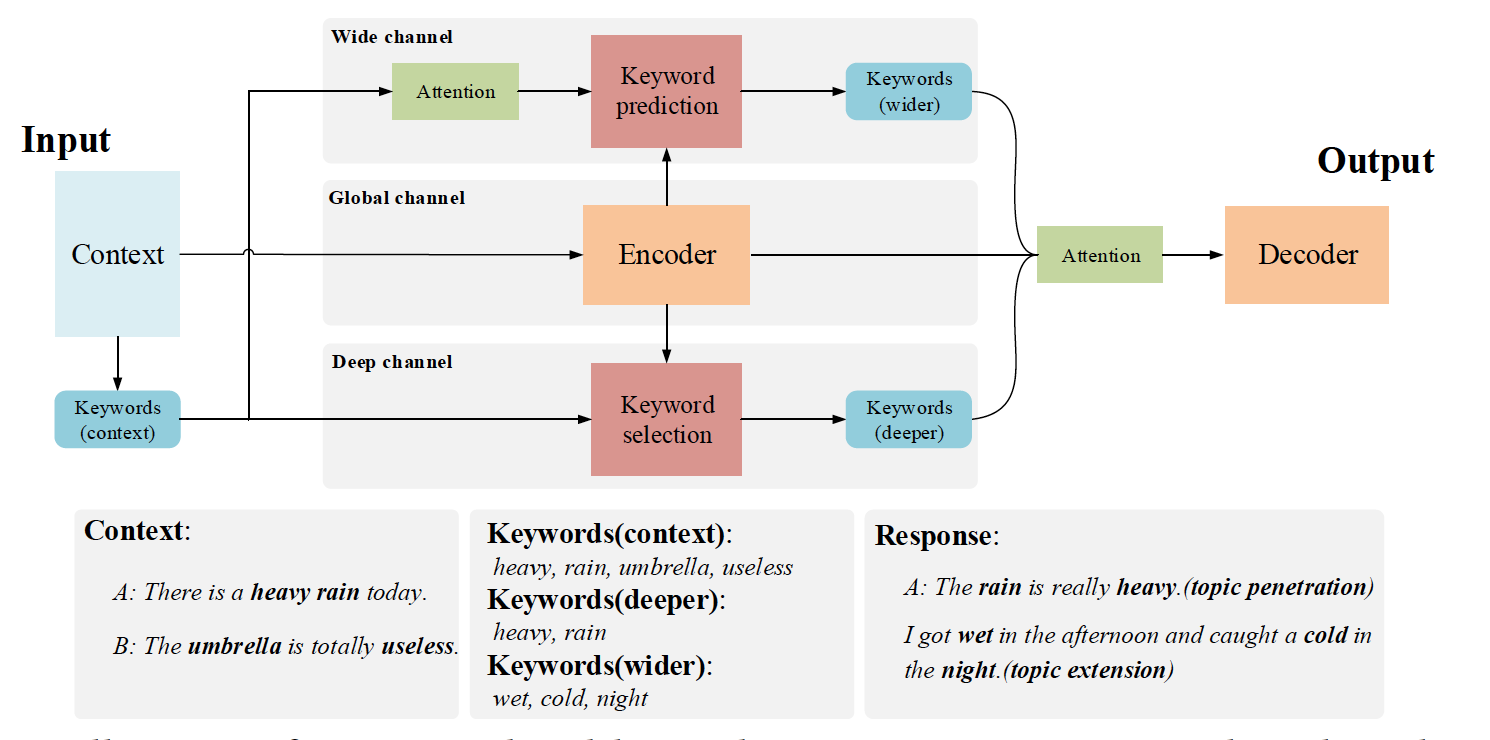 Wide channel
Keyword
prediction
Attention
Keywords
(wider)
Input
Output
Global channel
Context
Encoder
Attention
Decoder
Deep channel
Keywords
(context)
Keyword
selection
Keywords
(deeper)
Context:
A: There is a heavy rain today.
B: The umbrella is totally useless.
Keywords(context):
heavy, rain, umbrella, useless
Keywords(deeper):
heavy, rain
Keywords(wider):
wet, cold, night
Response:
A: The rain is really heavy.(topic penetration)
I got wet in the afternoon and caught a cold in
the night.(topic extension)